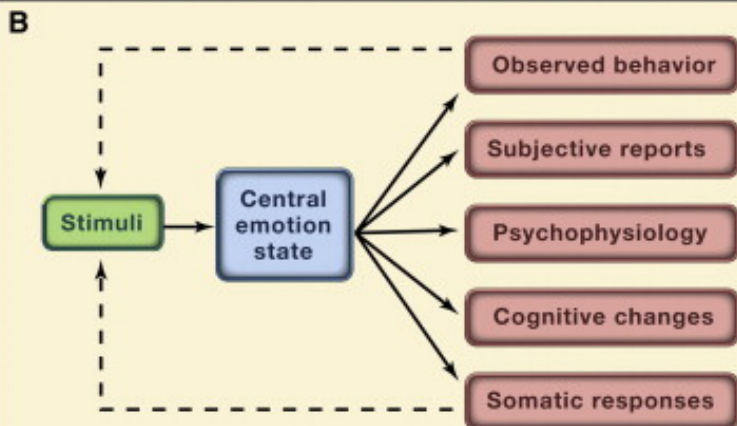 B
Observed behavior
Subjective reports
Stimuli
Central
emotion
state
Psychophysiology
Cognitive changes
Somatic responses